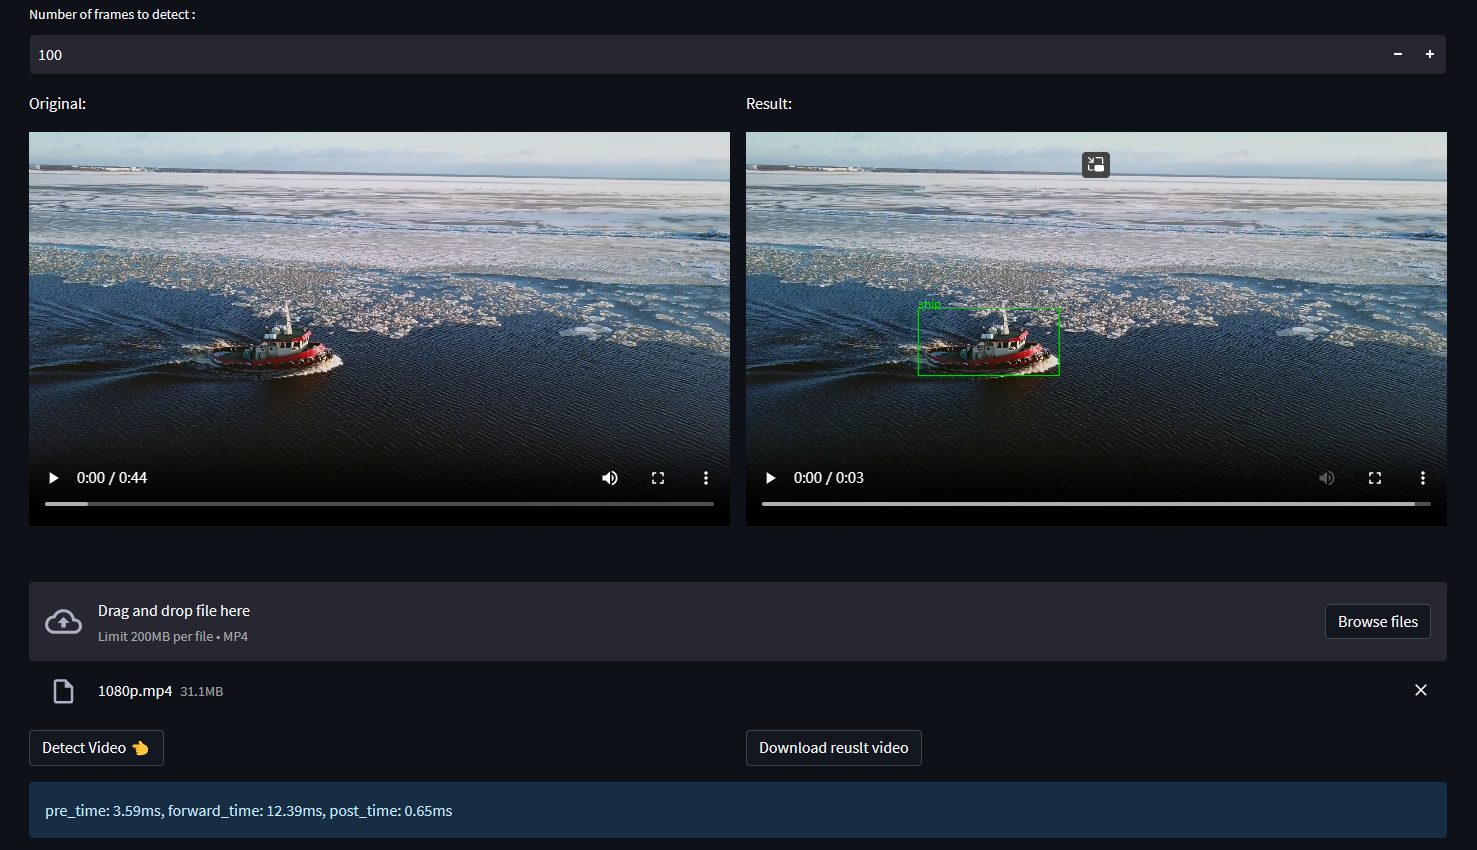 Number of frames to detect :
100
Original:
Result:
ship
0:00 / 0:44
0:00 / 0:03
Drag and drop file here
Limit 200MB per file • MP4
Browse files
1080p.mp4 31.1MB
Detect Video 👈
Download reuslt video
pre_time: 3.59ms, forward_time: 12.39ms, post_time: 0.65ms